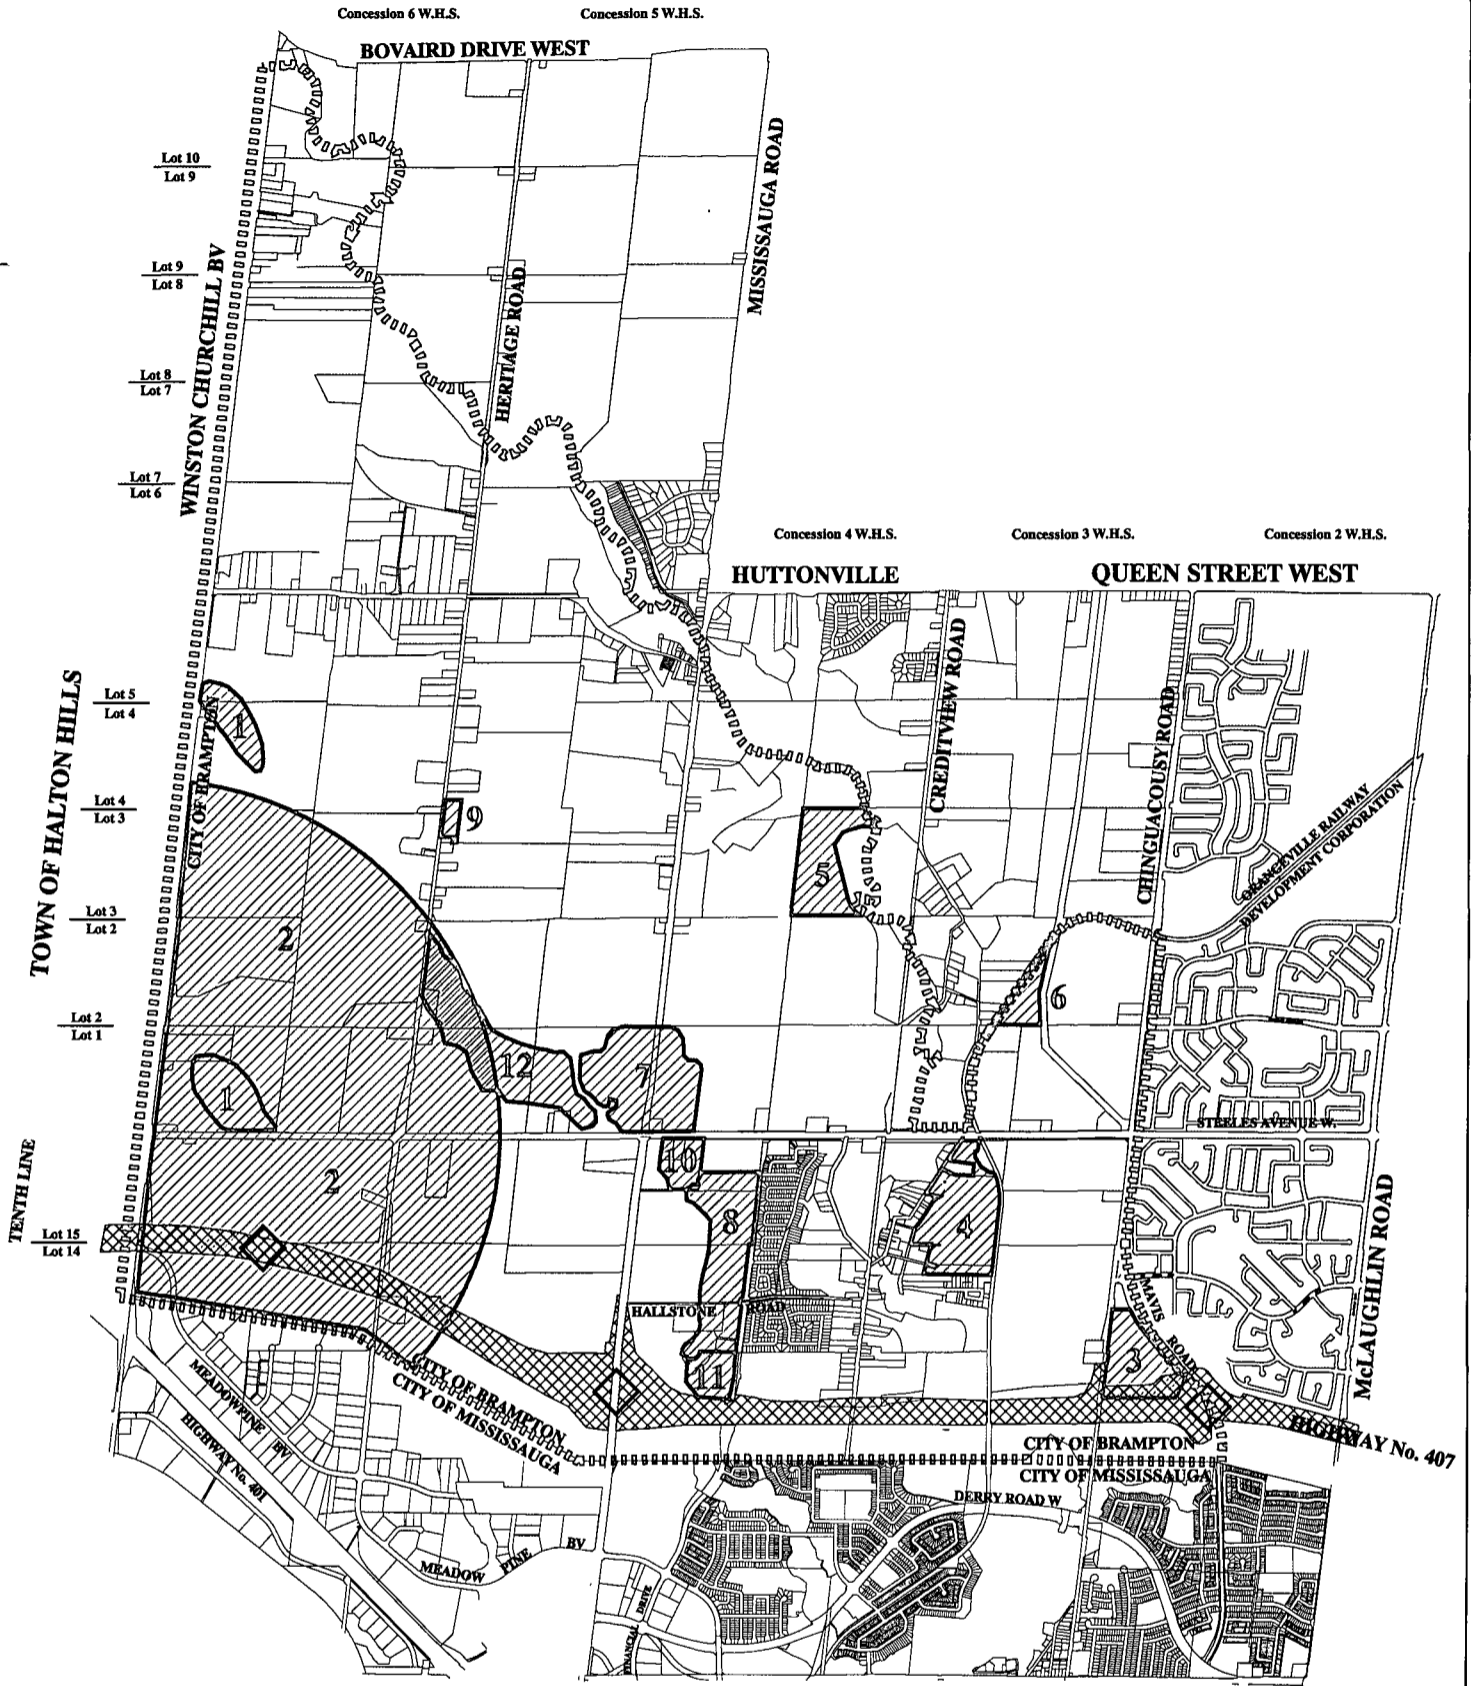 Concession 6 W.H.S.
Concession 5 W.H.S.
BOVAIRD DRIVE WEST
MISSISSAUGA ROAD
Lot 10
Lot 9
WINSTON CHURCHILL BV
Lot 9
Lot 8
HERITAGE ROAD
Lot 8
Lot 7
Lot 7
Lot 6
Concession 4 W.H.S.
Concession 3 W.H.S.
Concession 2 W.H.S.
HUTTONVILLE
QUEEN STREET WEST
CREDITVIEW ROAD
CHINGUACOUSY ROAD
TOWN OF HALTON HILLS
CITY OF BRAMPTON
Lot 5
Lot 4
1
Lot 4
Lot 3
9
5
ORANGEVILLE RAILWAY
DEVELOPMENT CORPORATION
Lot 3
Lot 2
2
6
Lot 2
Lot 1
12
7
1
STEELES AVENUE W.
TENTH LINE
10
2
8
4
Lot 15
Lot 14
McLAUGHLIN ROAD
HALLSTONE ROAD
MAVIS ROAD
3
11
CITY OF BRAMPTON
CITY OF MISSISSAUGA
MEADOWPINE BV
HIGHWAY No. 401
HIGHWAY No. 407
CITY OF BRAMPTON
CITY OF MISSISSAUGA
DERRY ROAD W
MEADOW PINE BV
FINANCIAL DRIVE